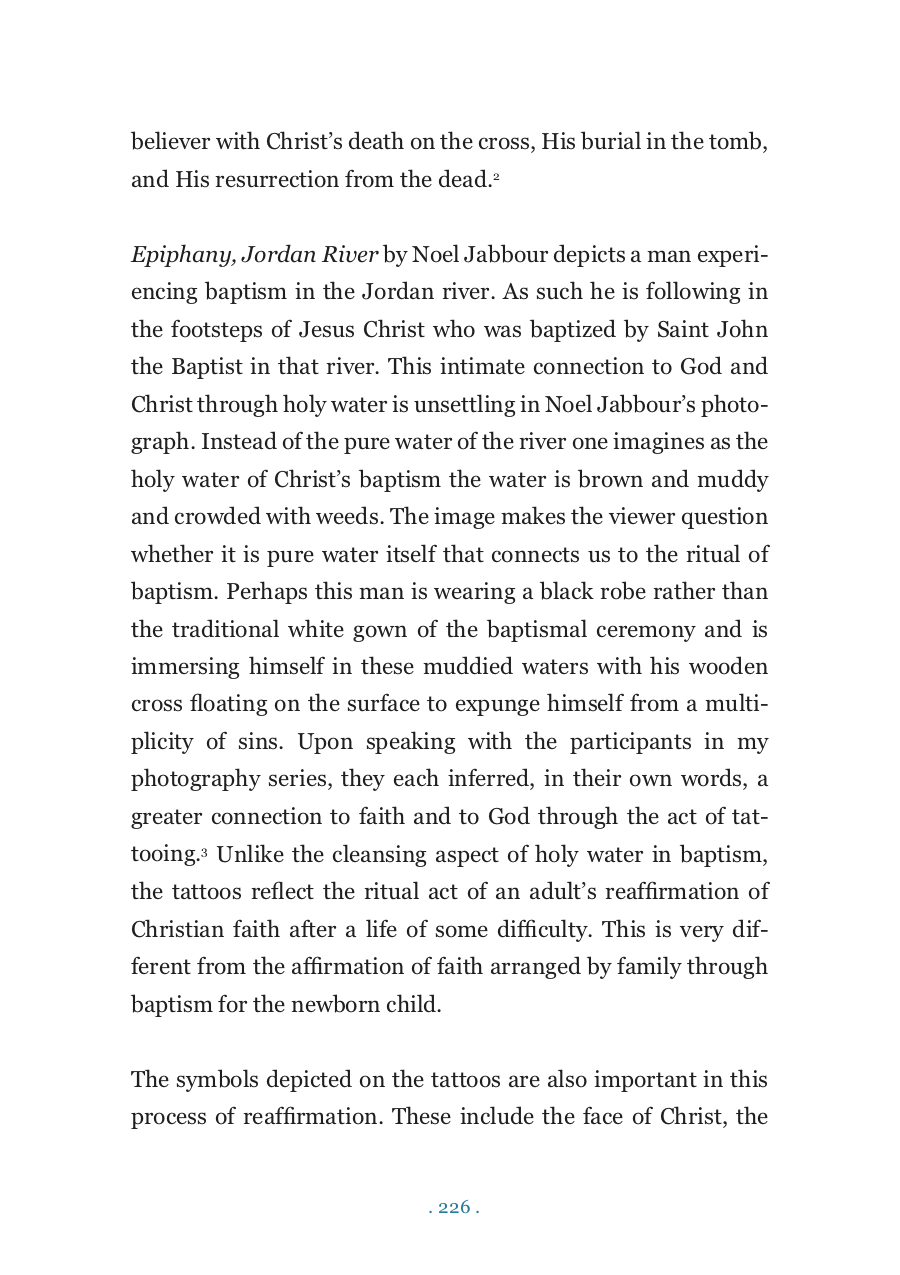 believer with Christ’s death on the cross, His burial in the tomb,
and His resurrection from the dead.²
Epiphany, Jordan River by Noel Jabbour depicts a man experi-
encing baptism in the Jordan river. As such he is following in
the footsteps of Jesus Christ who was baptized by Saint John
the Baptist in that river. This intimate connection to God and
Christ through holy water is unsettling in Noel Jabbour’s photo-
graph. Instead of the pure water of the river one imagines as the
holy water of Christ’s baptism the water is brown and muddy
and crowded with weeds. The image makes the viewer question
whether it is pure water itself that connects us to the ritual of
baptism. Perhaps this man is wearing a black robe rather than
the traditional white gown of the baptismal ceremony and is
immersing himself in these muddied waters with his wooden
cross floating on the surface to expunge himself from a multi-
plicity of sins. Upon speaking with the participants in my
photography series, they each inferred, in their own words, a
greater connection to faith and to God through the act of tat-
tooing.³ Unlike the cleansing aspect of holy water in baptism,
the tattoos reflect the ritual act of an adult’s reaffirmation of
Christian faith after a life of some difficulty. This is very dif-
ferent from the affirmation of faith arranged by family through
baptism for the newborn child.
The symbols depicted on the tattoos are also important in this
process of reaffirmation. These include the face of Christ, the
. 226 .